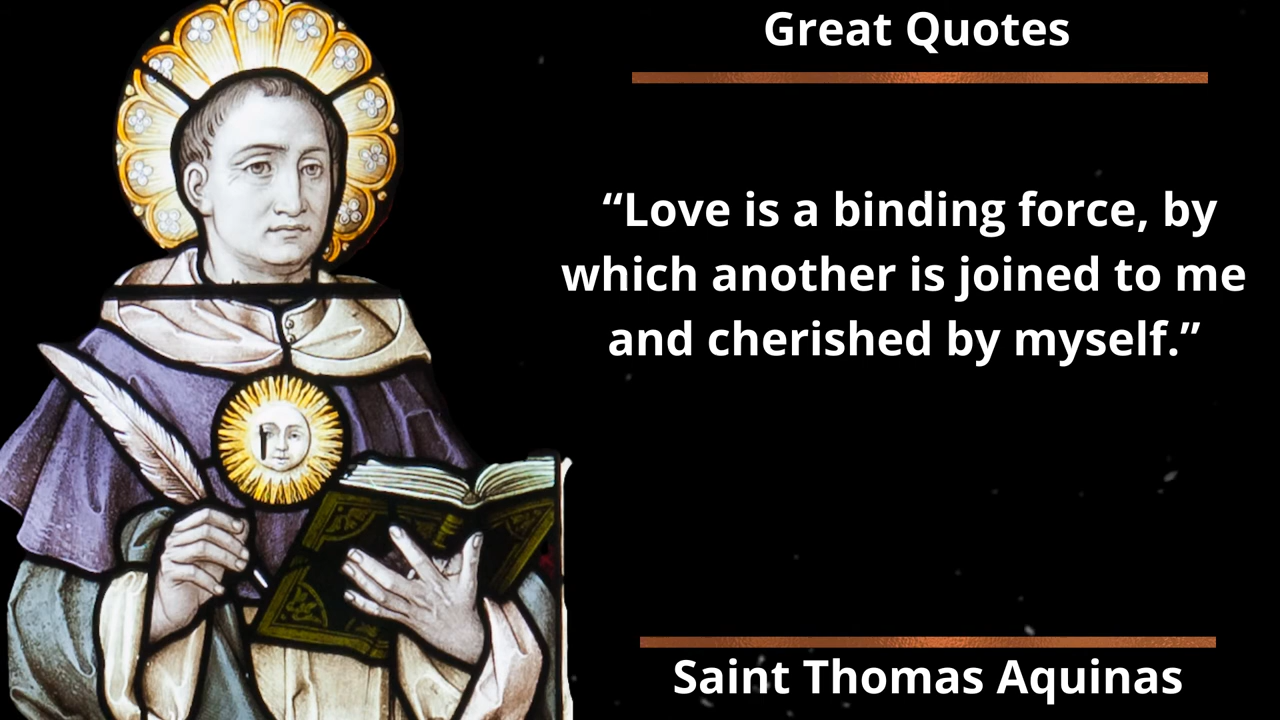 Great Quotes
“Love is a binding force, by
which another is joined to me
and cherished by myself.”
Saint Thomas Aquinas